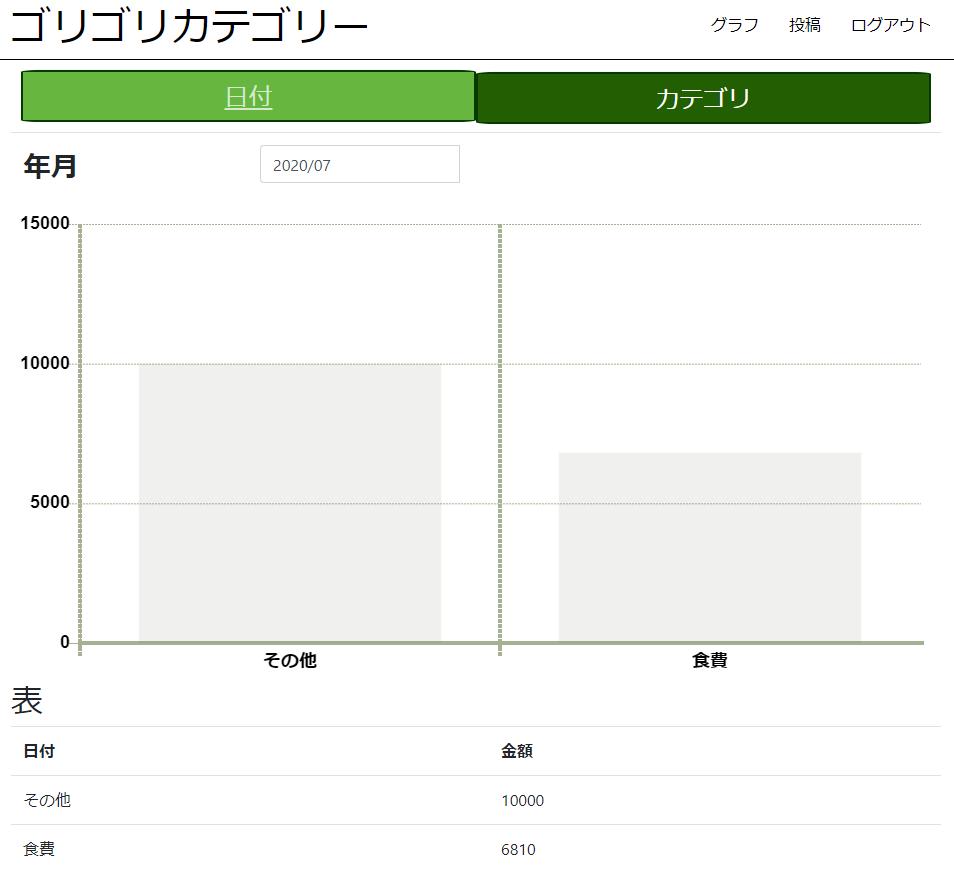 ゴリゴリカテゴリー
グラフ 投稿 ログアウト
日付 カテゴリ
年月 2020/07
15000
10000
5000
0
その他 食費
表
日付 金額
その他 10000
食費 6810